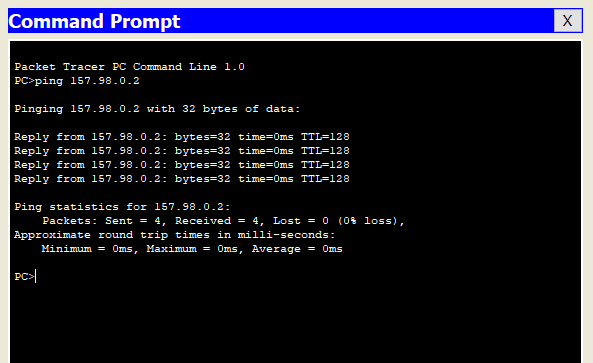 Command Prompt X
Packet Tracer PC Command Line 1.0
PC>ping 157.98.0.2
Pinging 157.98.0.2 with 32 bytes of data:
Reply from 157.98.0.2: bytes=32 time=0ms TTL=128
Reply from 157.98.0.2: bytes=32 time=0ms TTL=128
Reply from 157.98.0.2: bytes=32 time=0ms TTL=128
Reply from 157.98.0.2: bytes=32 time=0ms TTL=128
Ping statistics for 157.98.0.2:
Packets: Sent = 4, Received = 4, Lost = 0 (0% loss),
Approximate round trip times in milli-seconds:
Minimum = 0ms, Maximum = 0ms, Average = 0ms
PC>